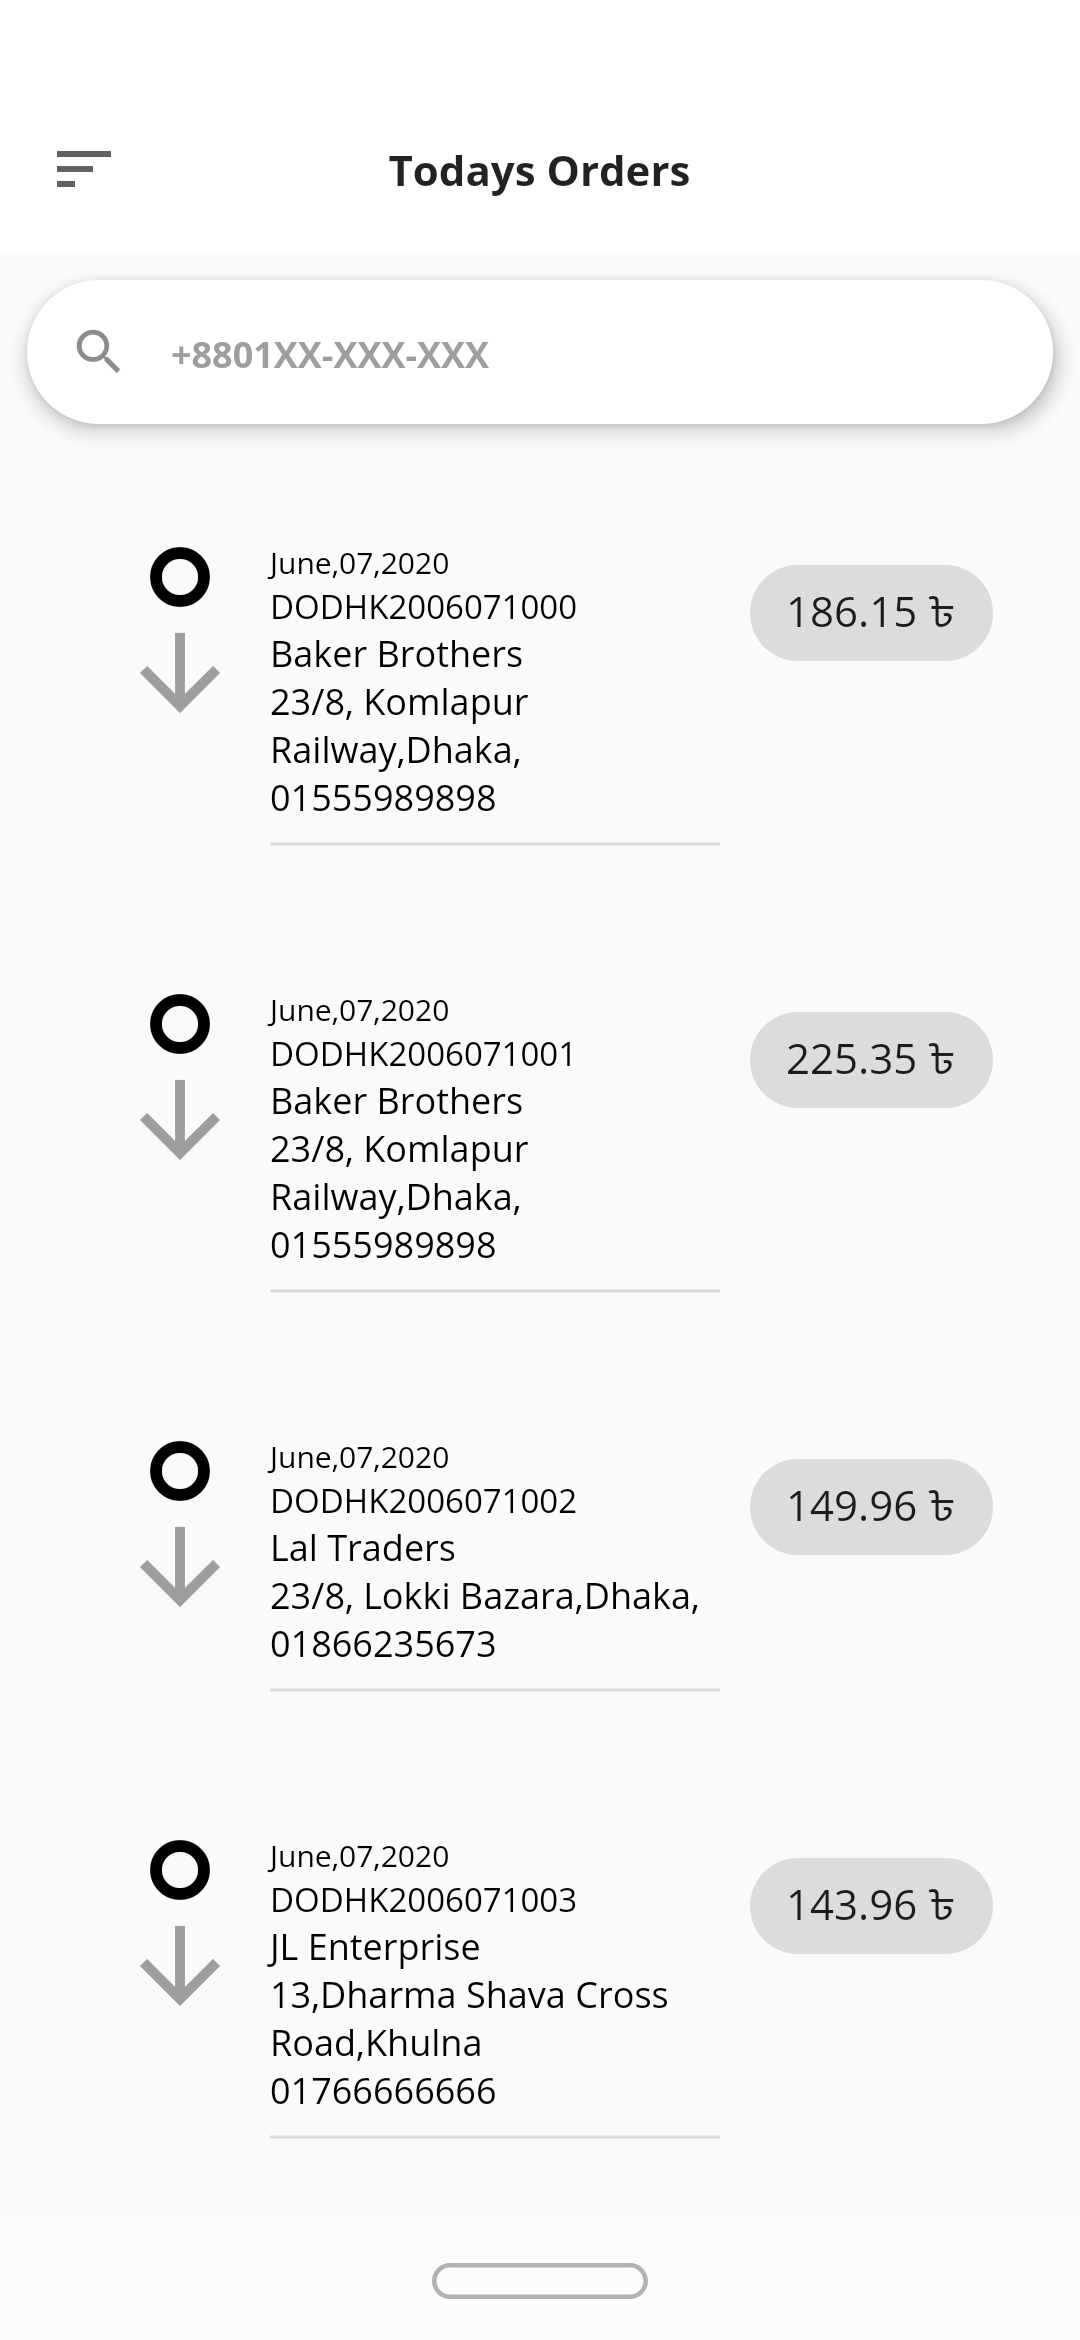 Todays Orders
+8801XX-XXX-XXX
June,07,2020
DODHK2006071000
186.15 ৳
Baker Brothers
23/8, Komlapur
Railway,Dhaka,
01555989898
June,07,2020
DODHK2006071001
225.35 ৳
Baker Brothers
23/8, Komlapur
Railway,Dhaka,
01555989898
June,07,2020
DODHK2006071002
149.96 ৳
Lal Traders
23/8, Lokki Bazara,Dhaka,
01866235673
June,07,2020
DODHK2006071003
143.96 ৳
JL Enterprise
13,Dharma Shava Cross
Road,Khulna
01766666666